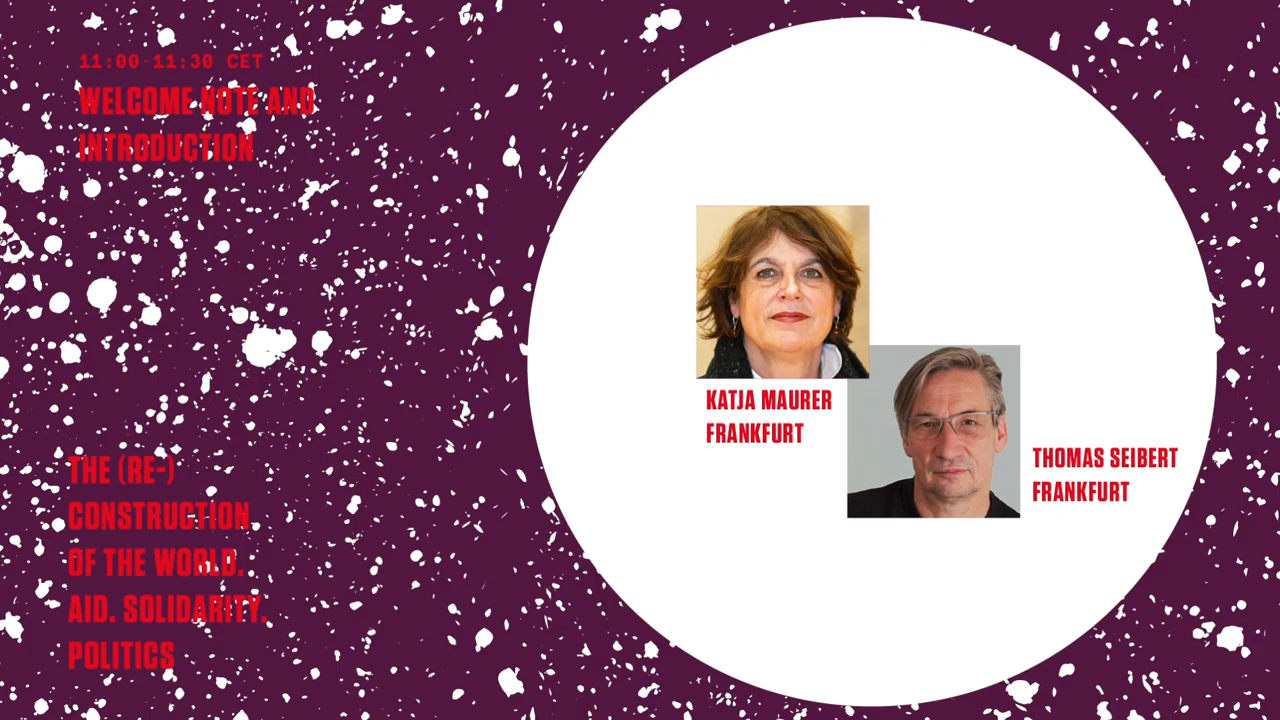 11:00-11:30 CET
WELCOME NOTE AND
INTRODUCTION
KATJA MAURER
FRANKFURT
THOMAS SEIBERT
FRANKFURT
THE (RE-)
CONSTRUCTION
OF THE WORLD.
AID. SOLIDARITY.
POLITICS